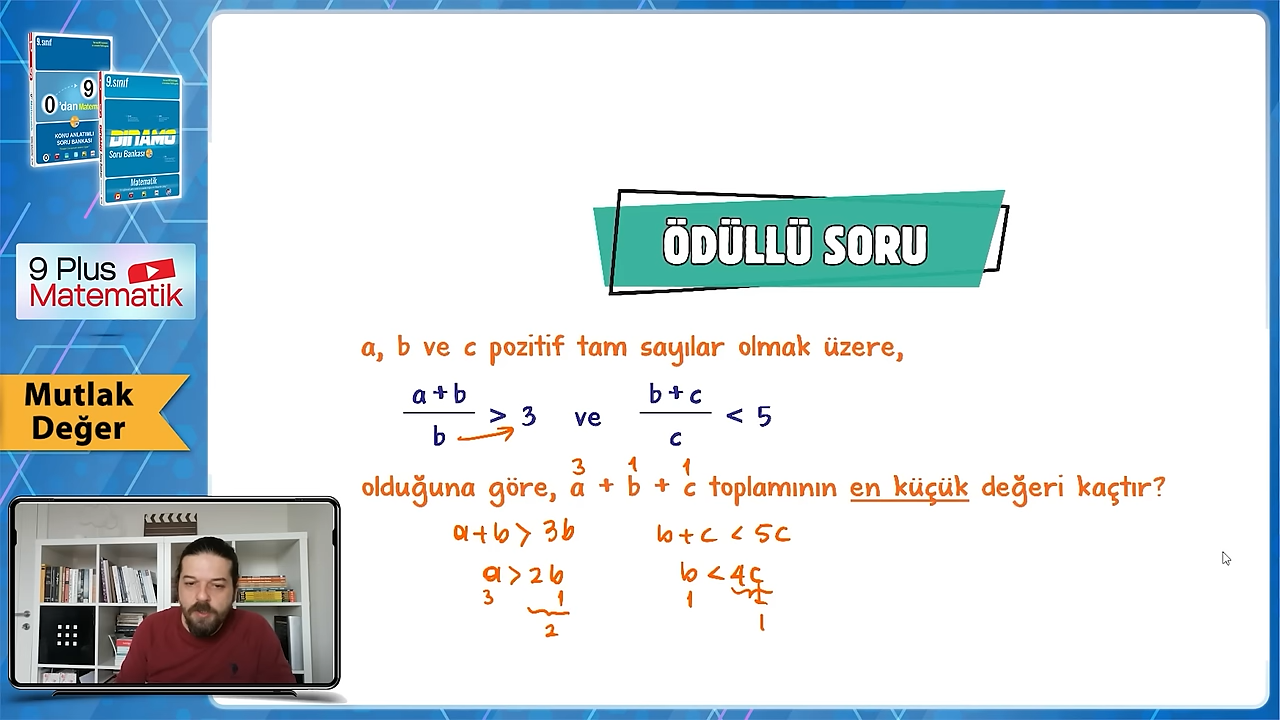 9.sınıf
0'dan 9
Matem
KONU ANLATIMLI
SORU BANKASI
9.sınıf
DİNAMO
Soru Bankası
Matematik
9 Plus
Matematik
Mutlak
Değer
ÖDÜLLÜ SORU
a, b ve c pozitif tam sayılar olmak üzere,
a+b / b > 3 ve b+c / c < 5
3 1 1
olduğuna göre, a + b + c toplamının en küçük değeri kaçtır?
a+b > 3b b+c < 5c
a > 2b b < 4c
3 1 1 1
2 1